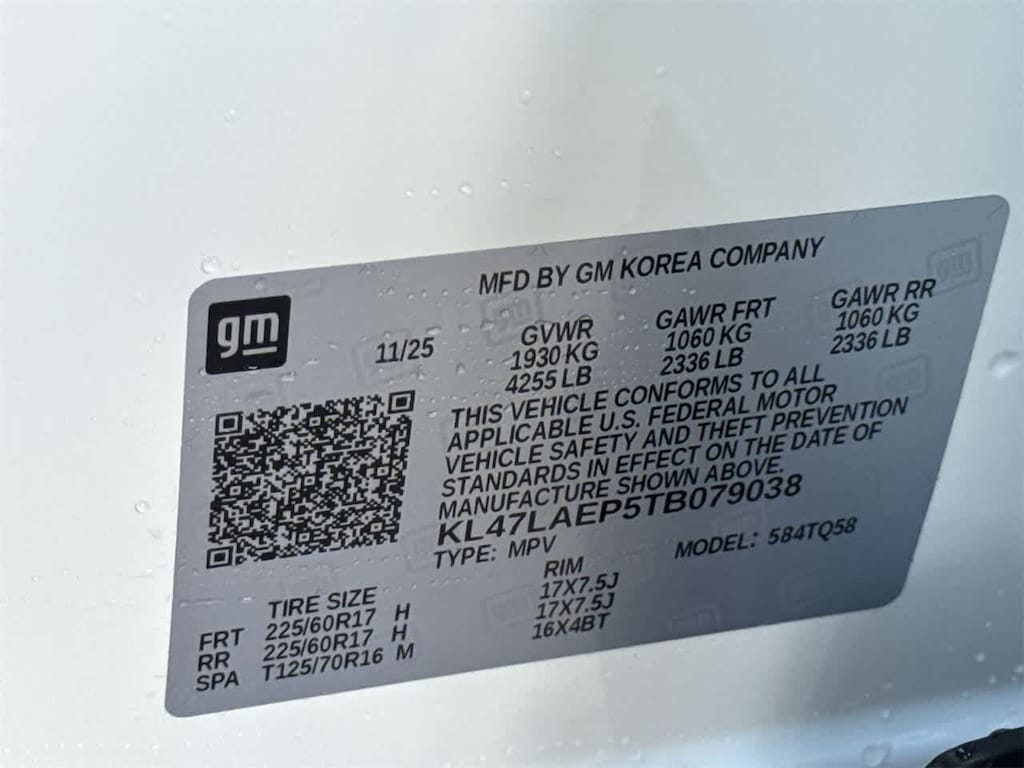 gm
MFD BY GM KOREA COMPANY
11/25
GVWR GAWR FRT GAWR RR
1930 KG 1060 KG 1060 KG
4255 LB 2336 LB 2336 LB
THIS VEHICLE CONFORMS TO ALL
APPLICABLE U.S. FEDERAL MOTOR
VEHICLE SAFETY AND THEFT PREVENTION
STANDARDS IN EFFECT ON THE DATE OF
MANUFACTURE SHOWN ABOVE.
KL47LAEP5TB079038
TYPE: MPV MODEL: 584TQ58
TIRE SIZE RIM
FRT 225/60R17 H 17X7.5J
RR 225/60R17 H 17X7.5J
SPA T125/70R16 M 16X4BT